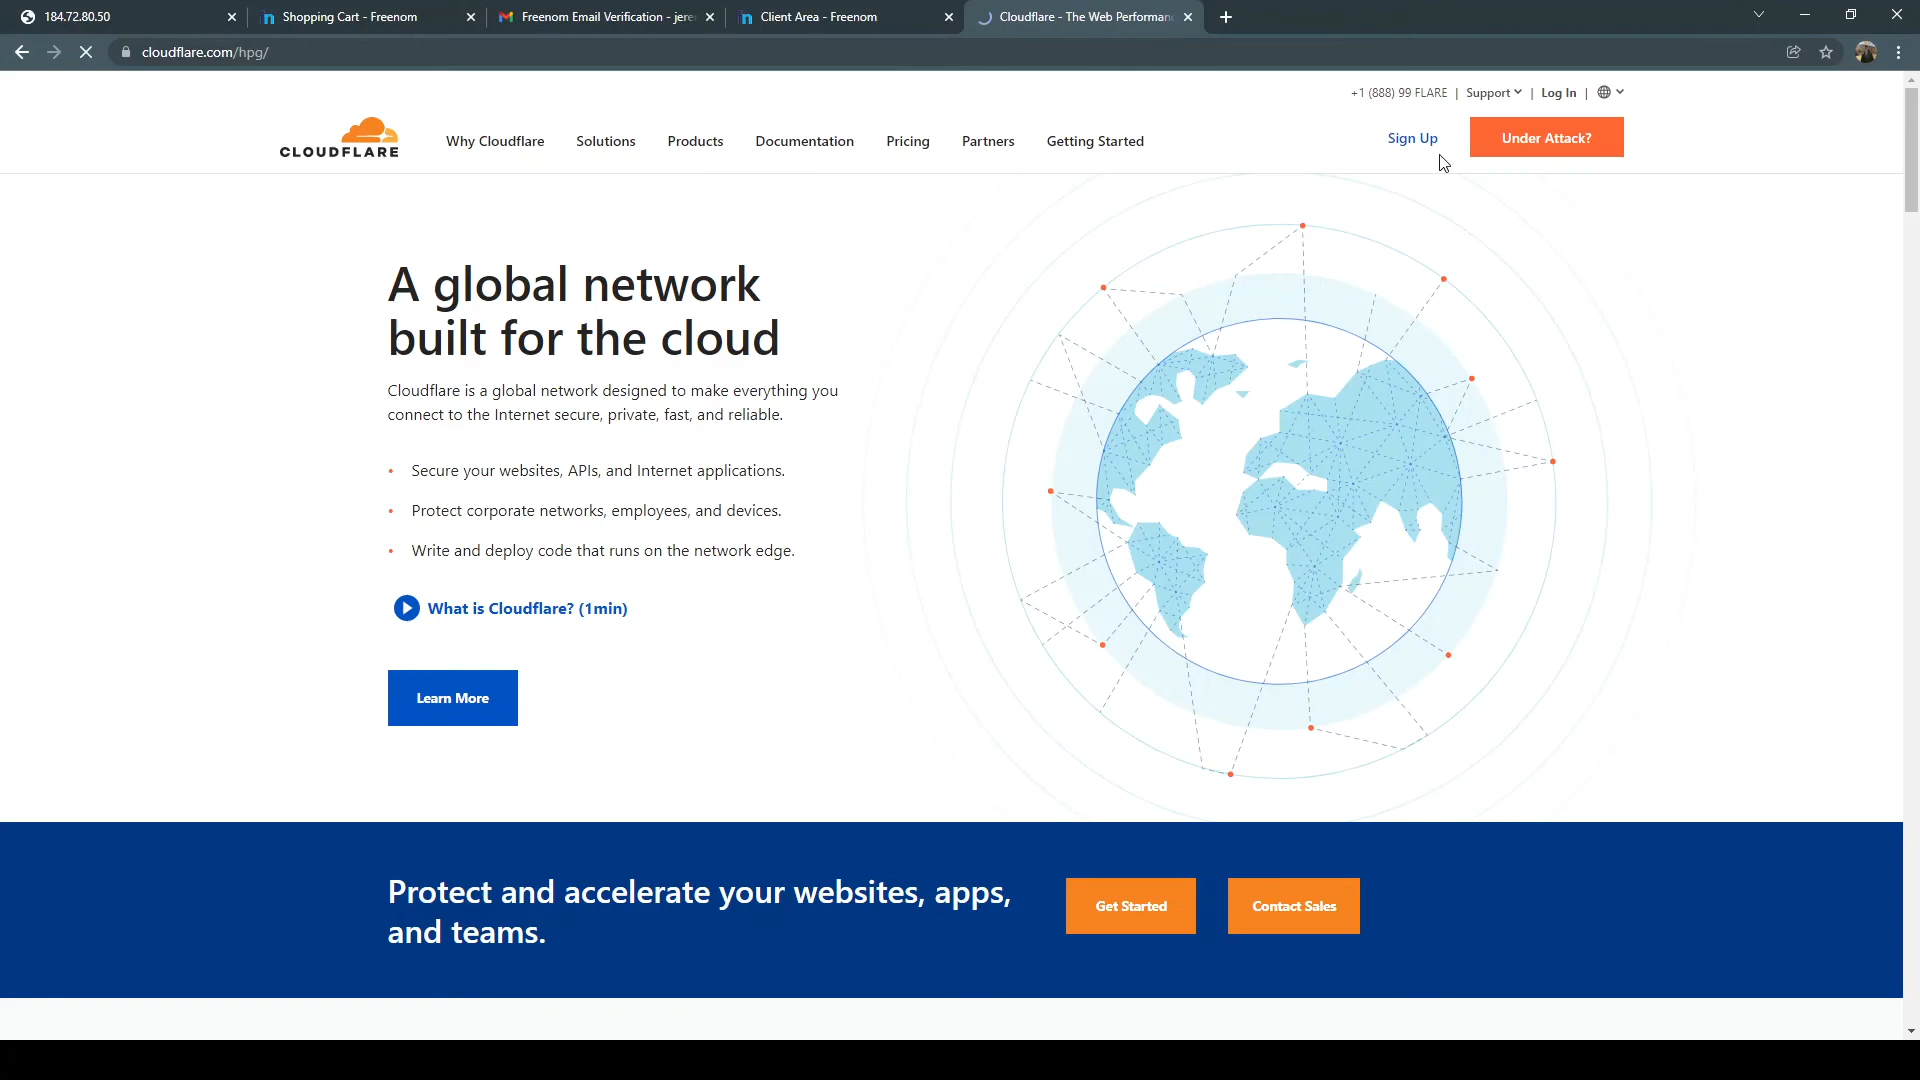 184.72.80.50
Shopping Cart - Freenom
Freenom Email Verification - jere
Client Area - Freenom
Cloudflare - The Web Performan
cloudflare.com/hpg/
+1 (888) 99 FLARE | Support | Log In |
CLOUDFLARE
Why Cloudflare
Solutions
Products
Documentation
Pricing
Partners
Getting Started
Sign Up
Under Attack?
A global network
built for the cloud
Cloudflare is a global network designed to make everything you
connect to the Internet secure, private, fast, and reliable.
• Secure your websites, APIs, and Internet applications.
• Protect corporate networks, employees, and devices.
• Write and deploy code that runs on the network edge.
What is Cloudflare? (1min)
Learn More
Protect and accelerate your websites, apps,
and teams.
Get Started
Contact Sales